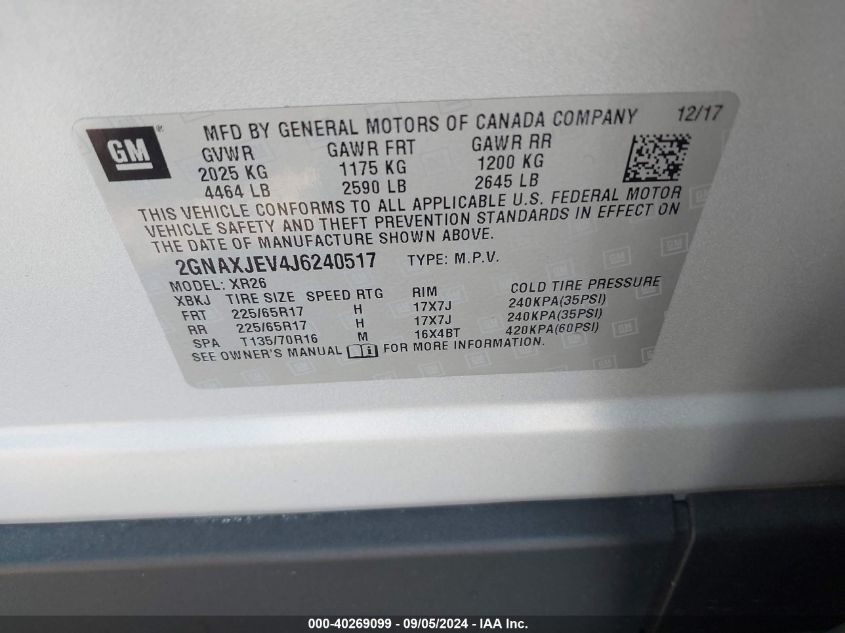 GM ® MFD BY GENERAL MOTORS OF CANADA COMPANY 12/17
GVWR GAWR FRT GAWR RR
2025 KG 1175 KG 1200 KG
4464 LB 2590 LB 2645 LB
THIS VEHICLE CONFORMS TO ALL APPLICABLE U.S. FEDERAL MOTOR
VEHICLE SAFETY AND THEFT PREVENTION STANDARDS IN EFFECT ON
THE DATE OF MANUFACTURE SHOWN ABOVE.
2GNAXJEV4J6240517 TYPE: M.P.V.
MODEL: XR26
XBKJ TIRE SIZE SPEED RTG RIM COLD TIRE PRESSURE
FRT 225/65R17 H 17X7J 240KPA(35PSI)
RR 225/65R17 H 17X7J 240KPA(35PSI)
SPA T135/70R16 M 16X4BT 420KPA(60PSI)
SEE OWNER'S MANUAL FOR MORE INFORMATION.
000-40269099 - 09/05/2024 - IAA Inc.